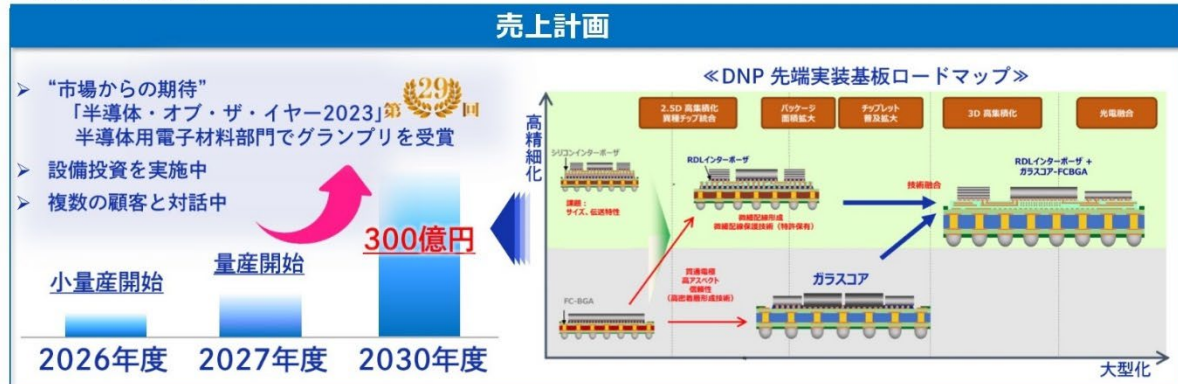 売上計画
➢ “市場からの期待”
「半導体・オブ・ザ・イヤー2023」第29回
半導体用電子材料部門でグランプリを受賞
➢ 設備投資を実施中
➢ 複数の顧客と対話中
小量産開始
量産開始
300億円
2026年度
2027年度
2030年度
≪DNP 先端実装基板ロードマップ≫
高精細化
2.5D 高集積化
異種チップ統合
パッケージ
面積拡大
チップレット
普及拡大
3D 高集積化
光電融合
シリコンインターポーザ
課題:
サイズ、伝送特性
RDLインターポーザ
微細配線形成
微細配線保護技術(特許保有)
技術融合
RDLインターポーザ +
ガラスコア-FCBGA
FC-BGA
貫通電極
高アスペクト
信頼性
(高密着膜形成技術)
ガラスコア
大型化